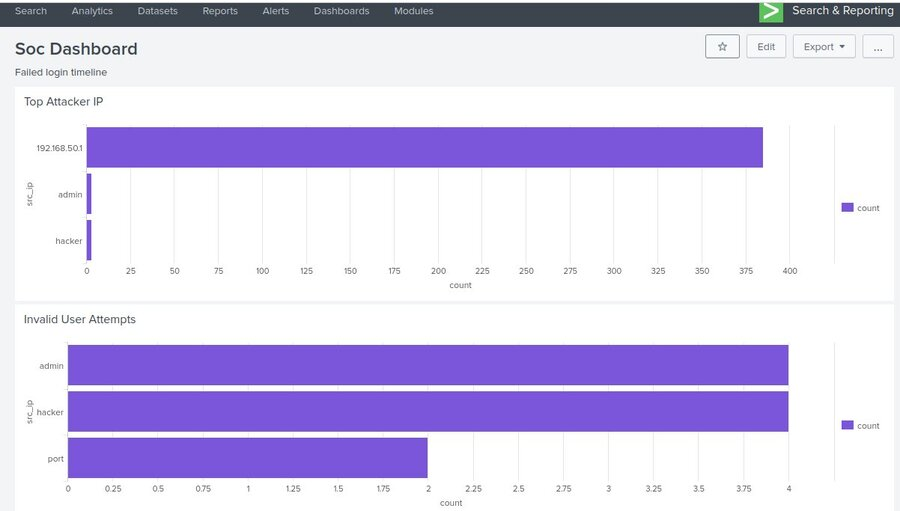 Search Analytics Datasets Reports Alerts Dashboards Modules > Search & Reporting
Soc Dashboard
Edit Export ▾ ...
Failed login timeline
Top Attacker IP
192.168.50.1
admin
hacker
src_ip
0 25 50 75 100 125 150 175 200 225 250 275 300 325 350 375 400
count
count
Invalid User Attempts
admin
hacker
port
src_ip
0 0.25 0.5 0.75 1 1.25 1.5 1.75 2 2.25 2.5 2.75 3 3.25 3.5 3.75 4
count
count